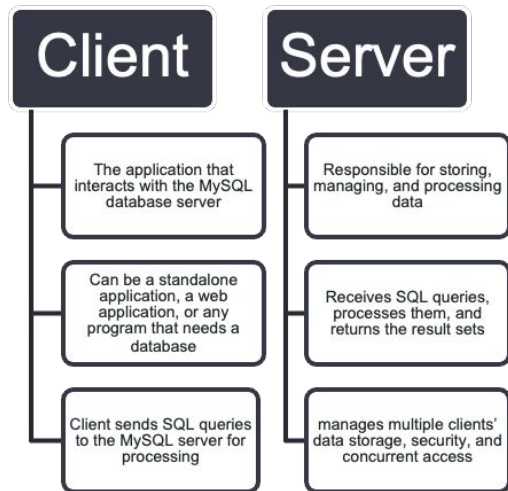 Client
The application that
interacts with the MySQL
database server
Can be a standalone
application, a web
application, or any
program that needs a
database
Client sends SQL queries
to the MySQL server for
processing
Server
Responsible for storing,
managing, and processing
data
Receives SQL queries,
processes them, and
returns the result sets
manages multiple clients'
data storage, security, and
concurrent access